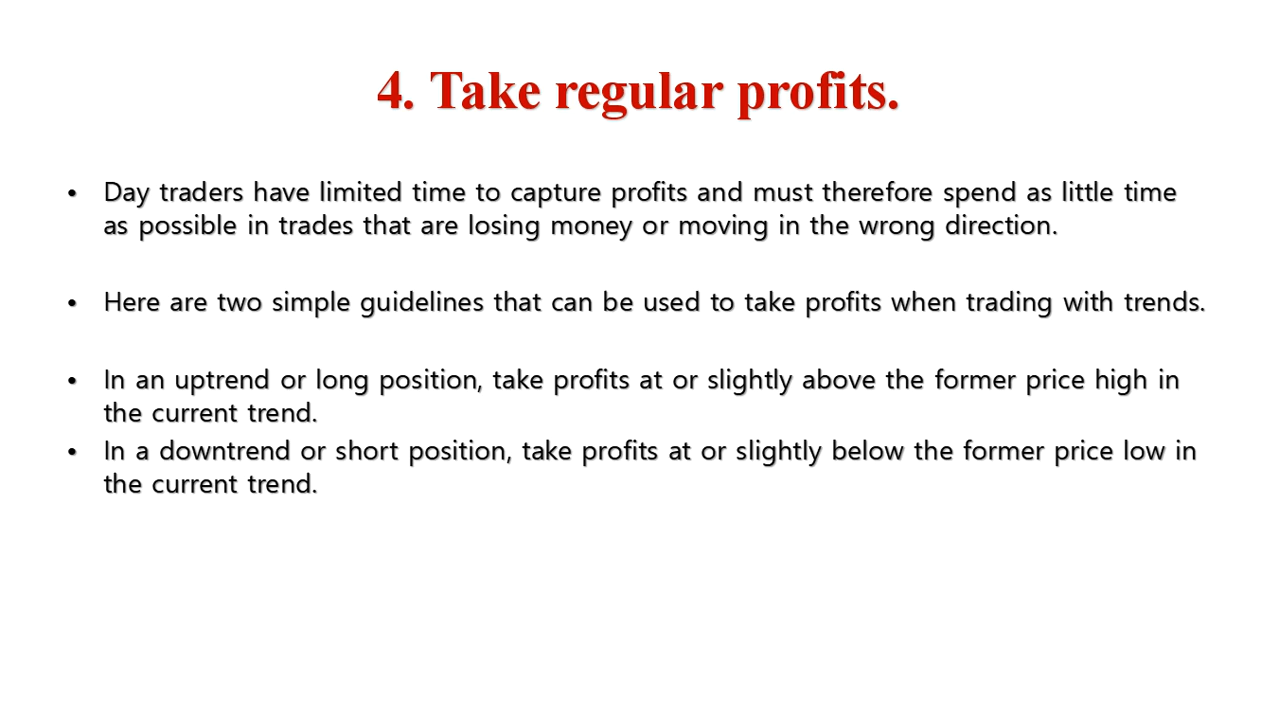 4. Take regular profits.
• Day traders have limited time to capture profits and must therefore spend as little time
as possible in trades that are losing money or moving in the wrong direction.
• Here are two simple guidelines that can be used to take profits when trading with trends.
• In an uptrend or long position, take profits at or slightly above the former price high in
the current trend.
• In a downtrend or short position, take profits at or slightly below the former price low in
the current trend.